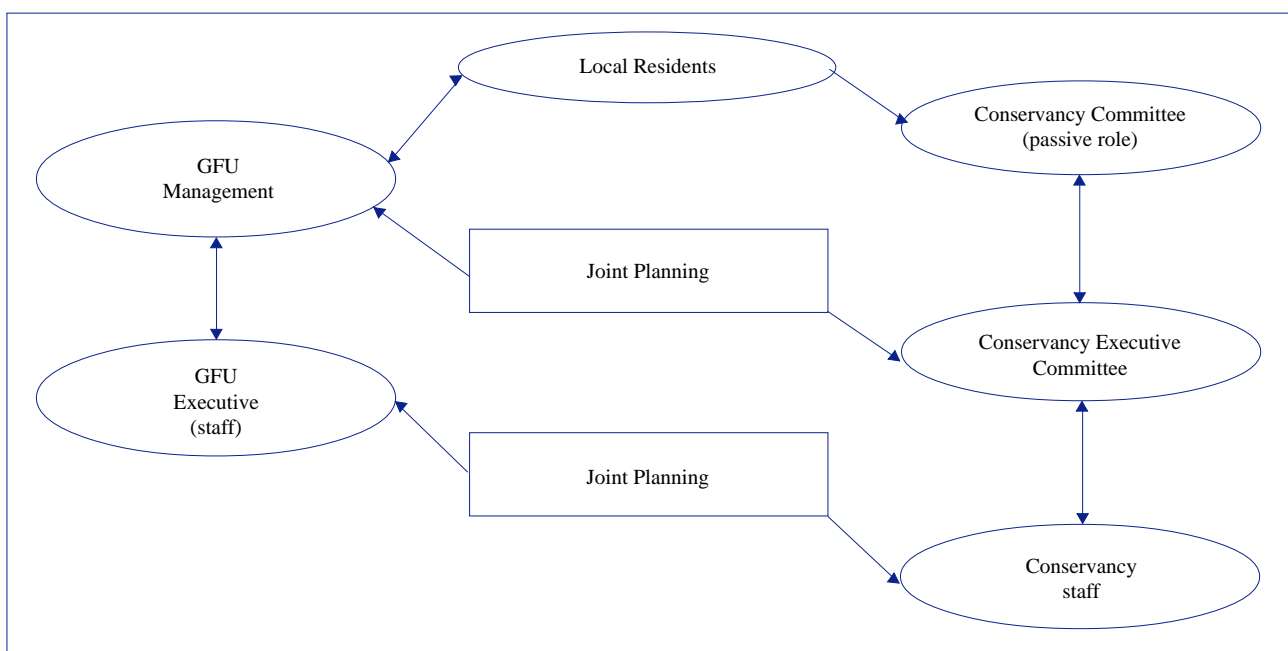 Local Residents
Conservancy Committee
(passive role)
GFU
Management
Joint Planning
Conservancy Executive
Committee
GFU
Executive
(staff)
Joint Planning
Conservancy
staff